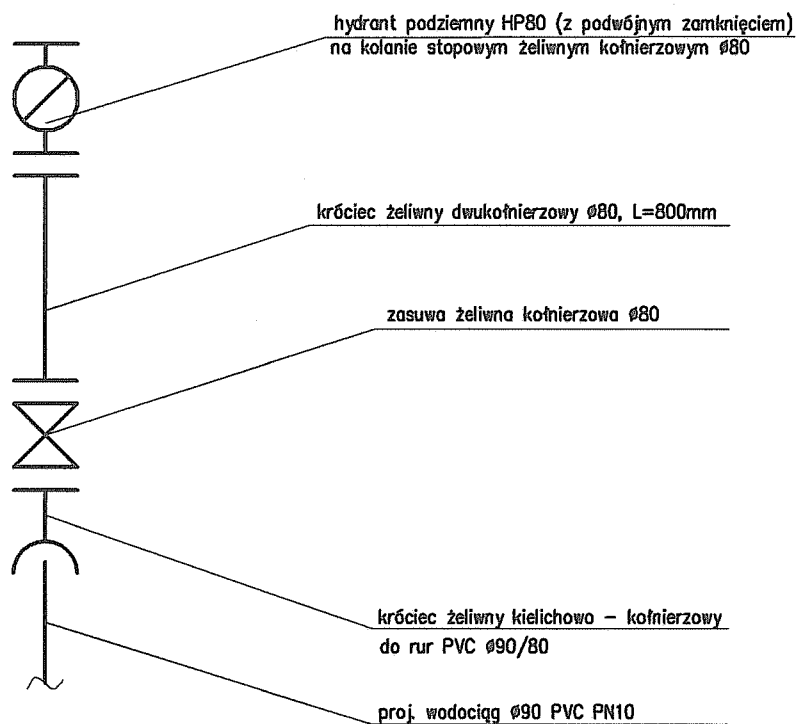 hydrant podziemny HP80 (z podwójnym zamknięciem)
na kolanie stopowym żeliwnym kołnierzowym ø80
króciec żeliwny dwukołnierzowy ø80, L=800mm
zasuwa żeliwna kołnierzowa ø80
króciec żeliwny kielichowo – kołnierzowy
do rur PVC ø90/80
proj. wodociąg ø90 PVC PN10